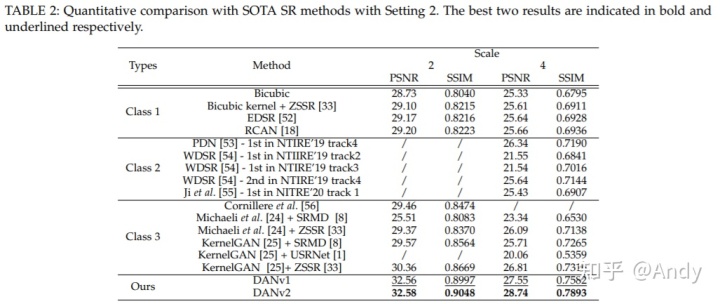 TABLE 2: Quantitative comparison with SOTA SR methods with Setting 2. The best two results are indicated in bold and
underlined respectively.
Types Method Scale
2 4
PSNR SSIM PSNR SSIM
Class 1
Bicubic 28.73 0.8040 25.33 0.6795
Bicubic kernel + ZSSR [33] 29.10 0.8215 25.61 0.6911
EDSR [52] 29.17 0.8216 25.64 0.6928
RCAN [18] 29.20 0.8223 25.66 0.6936
Class 2
PDN [53] - 1st in NTIRE'19 track4 / / 26.34 0.7190
WDSR [54] - 1st in NTIIRE'19 track2 / / 21.55 0.6841
WDSR [54] - 1st in NTIRE'19 track3 / / 21.54 0.7016
WDSR [54] - 2nd in NTIRE'19 track4 / / 25.64 0.7144
Ji et al. [55] - 1st in NITRE'20 track 1 / / 25.43 0.6907
Class 3
Cornillere et al. [56] 29.46 0.8474 / /
Michaeli et al. [24] + SRMD [8] 25.51 0.8083 23.34 0.6530
Michaeli et al. [24] + ZSSR [33] 29.37 0.8370 26.09 0.7138
KernelGAN [25] + SRMD [8] 29.57 0.8564 25.71 0.7265
KernelGAN [25] + USRNet [1] / / 20.06 0.5359
KernelGAN [25]+ ZSSR [33] 30.36 0.8669 26.81
Ours
DANv1 32.56 0.8997 27.55 0.7582
DANv2 32.58 0.9048 28.74 0.7893
知乎 @Andy